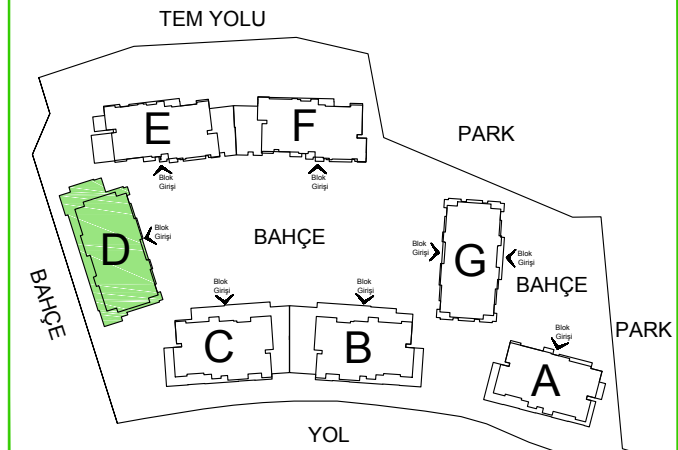 TEM YOLU
E
F
PARK
Blok
Girişi
Blok
Girişi
D
Blok
Girişi
BAHÇE
Blok
Girişi
G
Blok
Girişi
BAHÇE
BAHÇE
Blok
Girişi
Blok
Girişi
C
B
Blok
Girişi
A
PARK
YOL